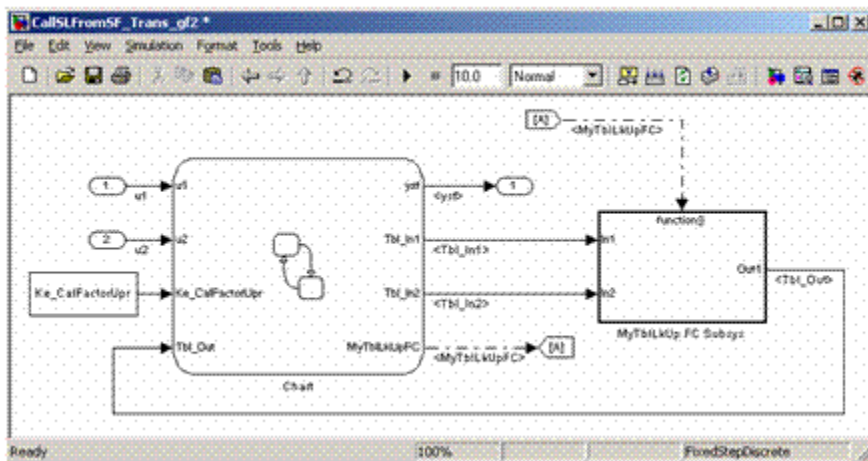 CallSLFromSF_Trans_gf2 *
File Edit View Simulation Format Tools Help
10.0 Normal
[A]
<MyTblLkUpFC>
1
u1
u1
yst
<yst>
1
function()
2
u2
u2
Tbl_In1
<Tbl_In1>
In1
Out1
<Tbl_Out>
Ke_CalFactorUpr
Ke_CalFactorUpr
Tbl_In2
<Tbl_In2>
In2
MyTblLkUp FC Subsys
Tbl_Out
MyTblLkUpFC
<MyTblLkUpFC>
[A]
Chart
Ready 100% FixedStepDiscrete